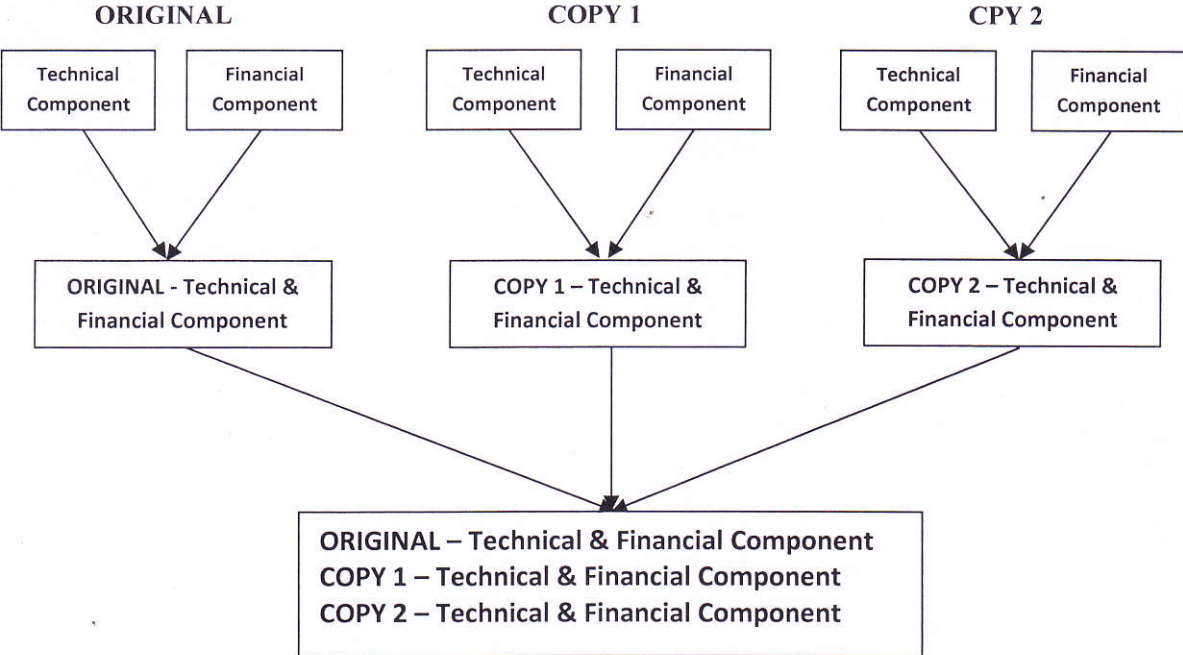 ORIGINAL
COPY 1
CPY 2
Technical
Component
Financial
Component
Technical
Component
Financial
Component
Technical
Component
Financial
Component
ORIGINAL - Technical &
Financial Component
COPY 1 – Technical &
Financial Component
COPY 2 – Technical &
Financial Component
ORIGINAL – Technical & Financial Component
COPY 1 – Technical & Financial Component
COPY 2 – Technical & Financial Component